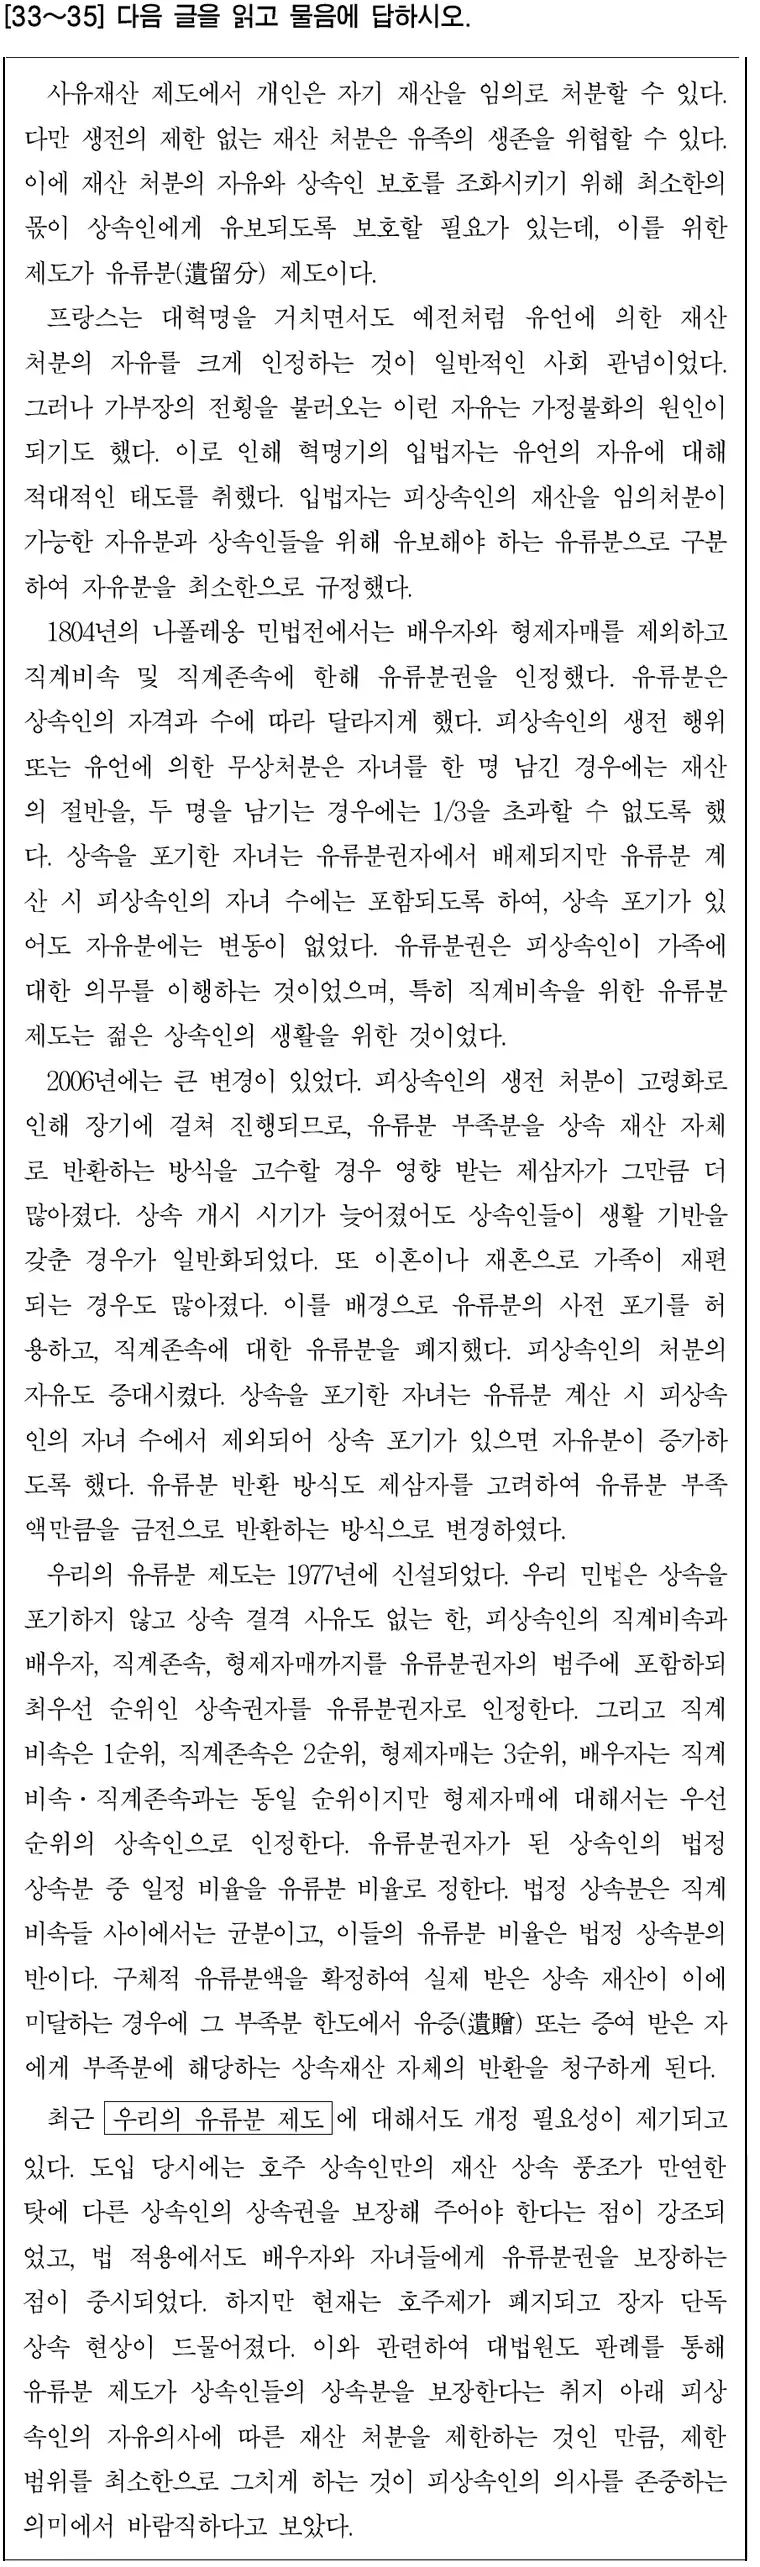 [33~35] 다음 글을 읽고 물음에 답하시오.
사유재산 제도에서 개인은 자기 재산을 임의로 처분할 수 있다.
다만 생전의 제한 없는 재산 처분은 유족의 생존을 위협할 수 있다.
이에 재산 처분의 자유와 상속인 보호를 조화시키기 위해 최소한의
몫이 상속인에게 유보되도록 보호할 필요가 있는데, 이를 위한
제도가 유류분(遺留分) 제도이다.
프랑스는 대혁명을 거치면서도 예전처럼 유언에 의한 재산
처분의 자유를 크게 인정하는 것이 일반적인 사회 관념이었다.
그러나 가부장의 전횡을 불러오는 이런 자유는 가정불화의 원인이
되기도 했다. 이로 인해 혁명기의 입법자는 유언의 자유에 대해
적대적인 태도를 취했다. 입법자는 피상속인의 재산을 임의처분이
가능한 자유분과 상속인들을 위해 유보해야 하는 유류분으로 구분
하여 자유분을 최소한으로 규정했다.
1804년의 나폴레옹 민법전에서는 배우자와 형제자매를 제외하고
직계비속 및 직계존속에 한해 유류분권을 인정했다. 유류분은
상속인의 자격과 수에 따라 달라지게 했다. 피상속인의 생전 행위
또는 유언에 의한 무상처분은 자녀를 한 명 남긴 경우에는 재산
의 절반을, 두 명을 남기는 경우에는 1/3을 초과할 수 없도록 했
다. 상속을 포기한 자녀는 유류분권자에서 배제되지만 유류분 계
산 시 피상속인의 자녀 수에는 포함되도록 하여, 상속 포기가 있
어도 자유분에는 변동이 없었다. 유류분권은 피상속인이 가족에
대한 의무를 이행하는 것이었으며, 특히 직계비속을 위한 유류분
제도는 젊은 상속인의 생활을 위한 것이었다.
2006년에는 큰 변경이 있었다. 피상속인의 생전 처분이 고령화로
인해 장기에 걸쳐 진행되므로, 유류분 부족분을 상속 재산 자체
로 반환하는 방식을 고수할 경우 영향 받는 제삼자가 그만큼 더
많아졌다. 상속 개시 시기가 늦어졌어도 상속인들이 생활 기반을
갖춘 경우가 일반화되었다. 또 이혼이나 재혼으로 가족이 재편
되는 경우도 많아졌다. 이를 배경으로 유류분의 사전 포기를 허
용하고, 직계존속에 대한 유류분을 폐지했다. 피상속인의 처분의
자유도 증대시켰다. 상속을 포기한 자녀는 유류분 계산 시 피상속
인의 자녀 수에서 제외되어 상속 포기가 있으면 자유분이 증가하
도록 했다. 유류분 반환 방식도 제삼자를 고려하여 유류분 부족
액만큼을 금전으로 반환하는 방식으로 변경하였다.
우리의 유류분 제도는 1977년에 신설되었다. 우리 민법은 상속을
포기하지 않고 상속 결격 사유도 없는 한, 피상속인의 직계비속과
배우자, 직계존속, 형제자매까지를 유류분권자의 범주에 포함하되
최우선 순위인 상속권자를 유류분권자로 인정한다. 그리고 직계
비속은 1순위, 직계존속은 2순위, 형제자매는 3순위, 배우자는 직계
비속·직계존속과는 동일 순위이지만 형제자매에 대해서는 우선
순위의 상속인으로 인정한다. 유류분권자가 된 상속인의 법정
상속분 중 일정 비율을 유류분 비율로 정한다. 법정 상속분은 직계
비속들 사이에서는 균분이고, 이들의 유류분 비율은 법정 상속분의
반이다. 구체적 유류분액을 확정하여 실제 받은 상속 재산이 이에
미달하는 경우에 그 부족분 한도에서 유증(遺贈) 또는 증여 받은 자
에게 부족분에 해당하는 상속재산 자체의 반환을 청구하게 된다.
최근 우리의 유류분 제도에 대해서도 개정 필요성이 제기되고
있다. 도입 당시에는 호주 상속인만의 재산 상속 풍조가 만연한
탓에 다른 상속인의 상속권을 보장해 주어야 한다는 점이 강조되
었고, 법 적용에서도 배우자와 자녀들에게 유류분권을 보장하는
점이 중시되었다. 하지만 현재는 호주제가 폐지되고 장자 단독
상속 현상이 드물어졌다. 이와 관련하여 대법원도 판례를 통해
유류분 제도가 상속인들의 상속분을 보장한다는 취지 아래 피상
속인의 자유의사에 따른 재산 처분을 제한하는 것인 만큼, 제한
범위를 최소한으로 그치게 하는 것이 피상속인의 의사를 존중하는
의미에서 바람직하다고 보았다.